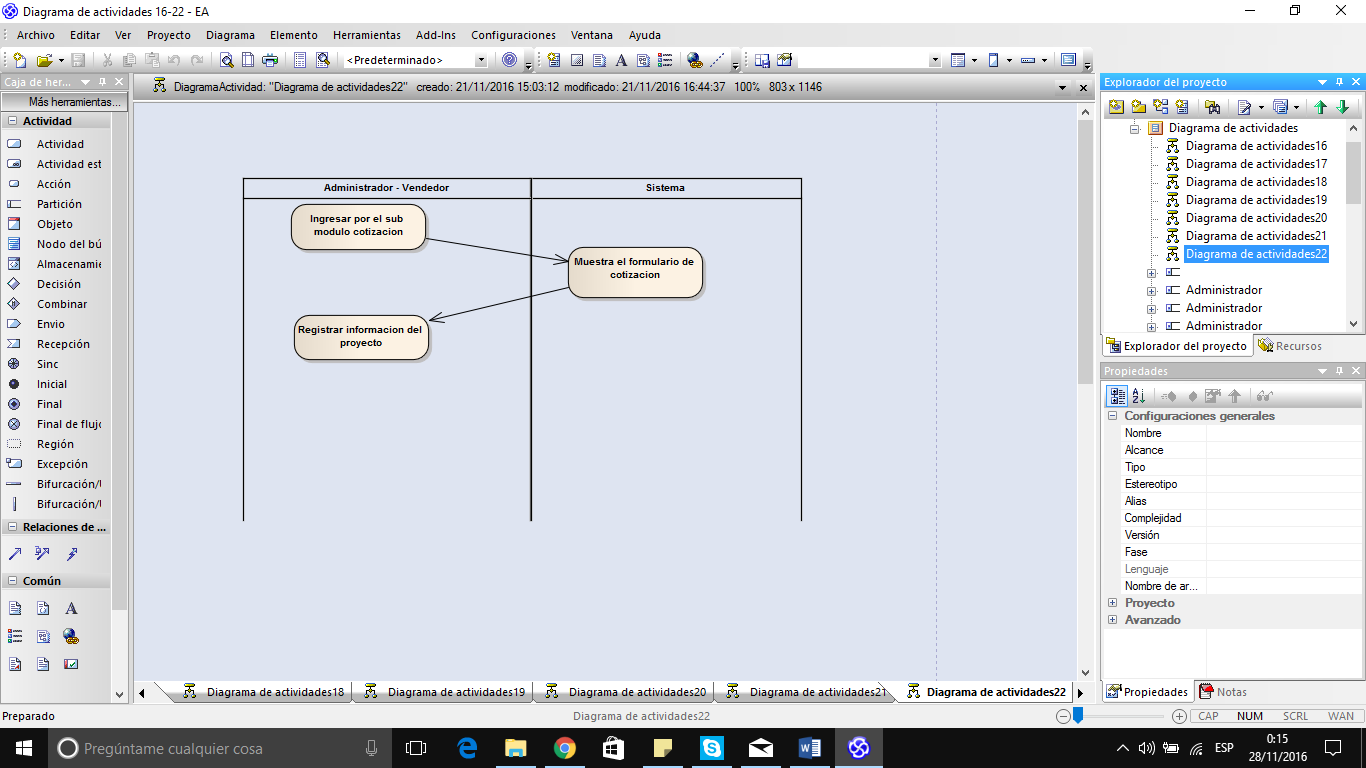 Diagrama de actividades 16-22 - EA
Archivo Editar Ver Proyecto Diagrama Elemento Herramientas Add-Ins Configuraciones Ventana Ayuda
<Predeterminado>
Caja de her...
Más herramientas...
Actividad
Actividad
Actividad est
Acción
Partición
Objeto
Nodo del bú
Almacenamie
Decisión
Combinar
Envio
Recepción
Sinc
Inicial
Final
Final de flujo
Región
Excepción
Bifurcación/U
Bifurcación/U
Relaciones de ...
Común
DiagramaActividad: "Diagrama de actividades22" creado: 21/11/2016 15:03:12 modificado: 21/11/2016 16:44:37 100% 803 x 1146
Administrador - Vendedor
Sistema
Ingresar por el sub
modulo cotizacion
Muestra el formulario de
cotizacion
Registrar informacion del
proyecto
Diagrama de actividades18
Diagrama de actividades19
Diagrama de actividades20
Diagrama de actividades21
Diagrama de actividades22
Explorador del proyecto
Diagrama de actividades
Diagrama de actividades16
Diagrama de actividades17
Diagrama de actividades18
Diagrama de actividades19
Diagrama de actividades20
Diagrama de actividades21
Diagrama de actividades22
Administrador
Administrador
Administrador
Explorador del proyecto
Recursos
Propiedades
Configuraciones generales
Nombre
Alcance
Tipo
Estereotipo
Alias
Complejidad
Versión
Fase
Lenguaje
Nombre de ar...
Proyecto
Avanzado
Propiedades
Notas
Preparado
Diagrama de actividades22
CAP NUM SCRL WAN
Pregúntame cualquier cosa
ESP
0:15
28/11/2016